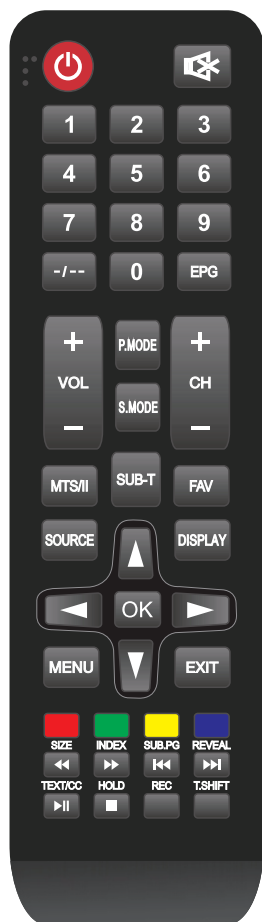 1 2 3
4 5 6
7 8 9
-/-- 0 EPG
+ P.MODE +
VOL CH
S.MODE
– –
MTS/II SUB-T FAV
SOURCE DISPLAY
OK
MENU EXIT
SIZE INDEX SUB.PG REVEAL
TEXT/CC HOLD REC T.SHIFT